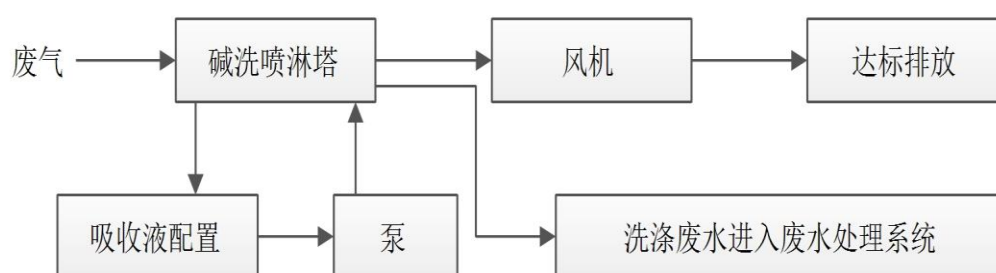 废气
碱洗喷淋塔
风机
达标排放
吸收液配置
泵
洗涤废水进入废水处理系统